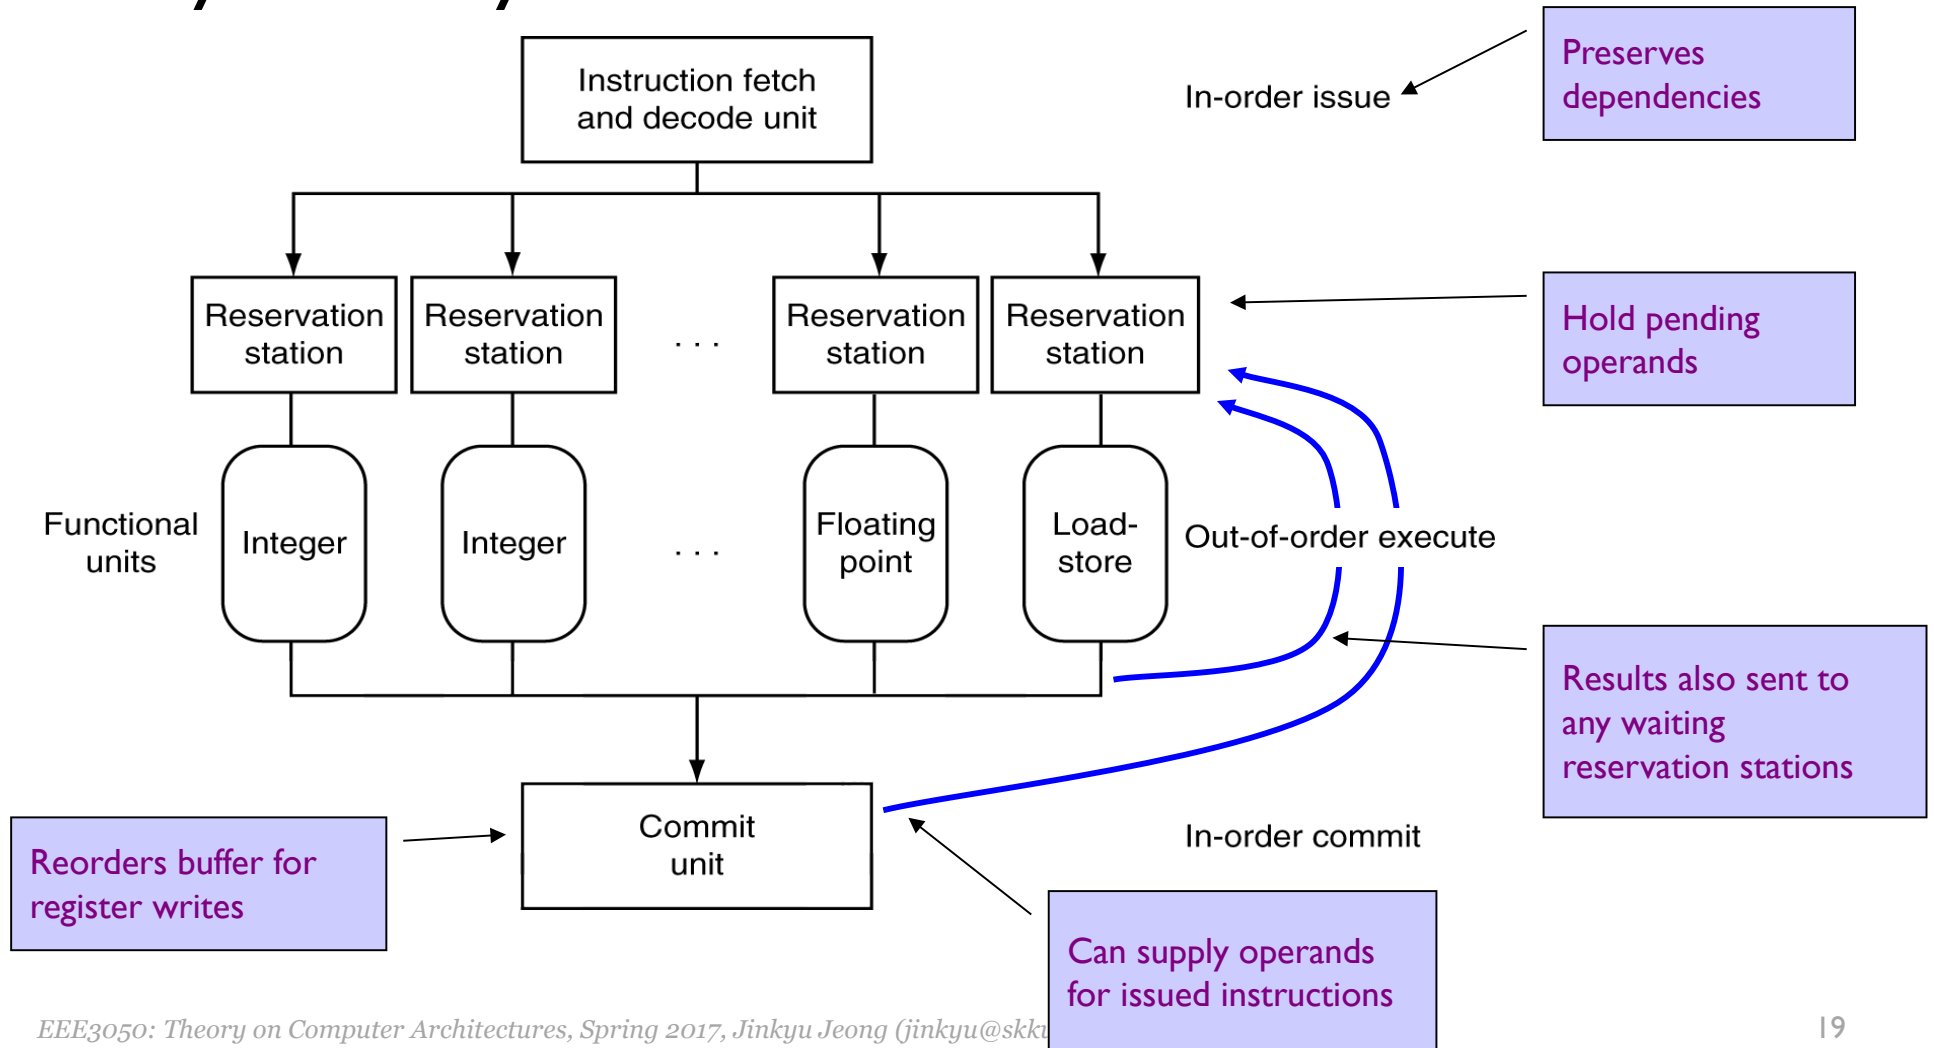 Instruction fetch
and decode unit
In-order issue
Preserves
dependencies
Reservation
station
Reservation
station
. . .
Reservation
station
Reservation
station
Hold pending
operands
Functional
units
Integer
Integer
. . .
Floating
point
Load-
store
Out-of-order execute
Results also sent to
any waiting
reservation stations
Commit
unit
In-order commit
Reorders buffer for
register writes
Can supply operands
for issued instructions
EEE3050: Theory on Computer Architectures, Spring 2017, Jinkyu Jeong
19